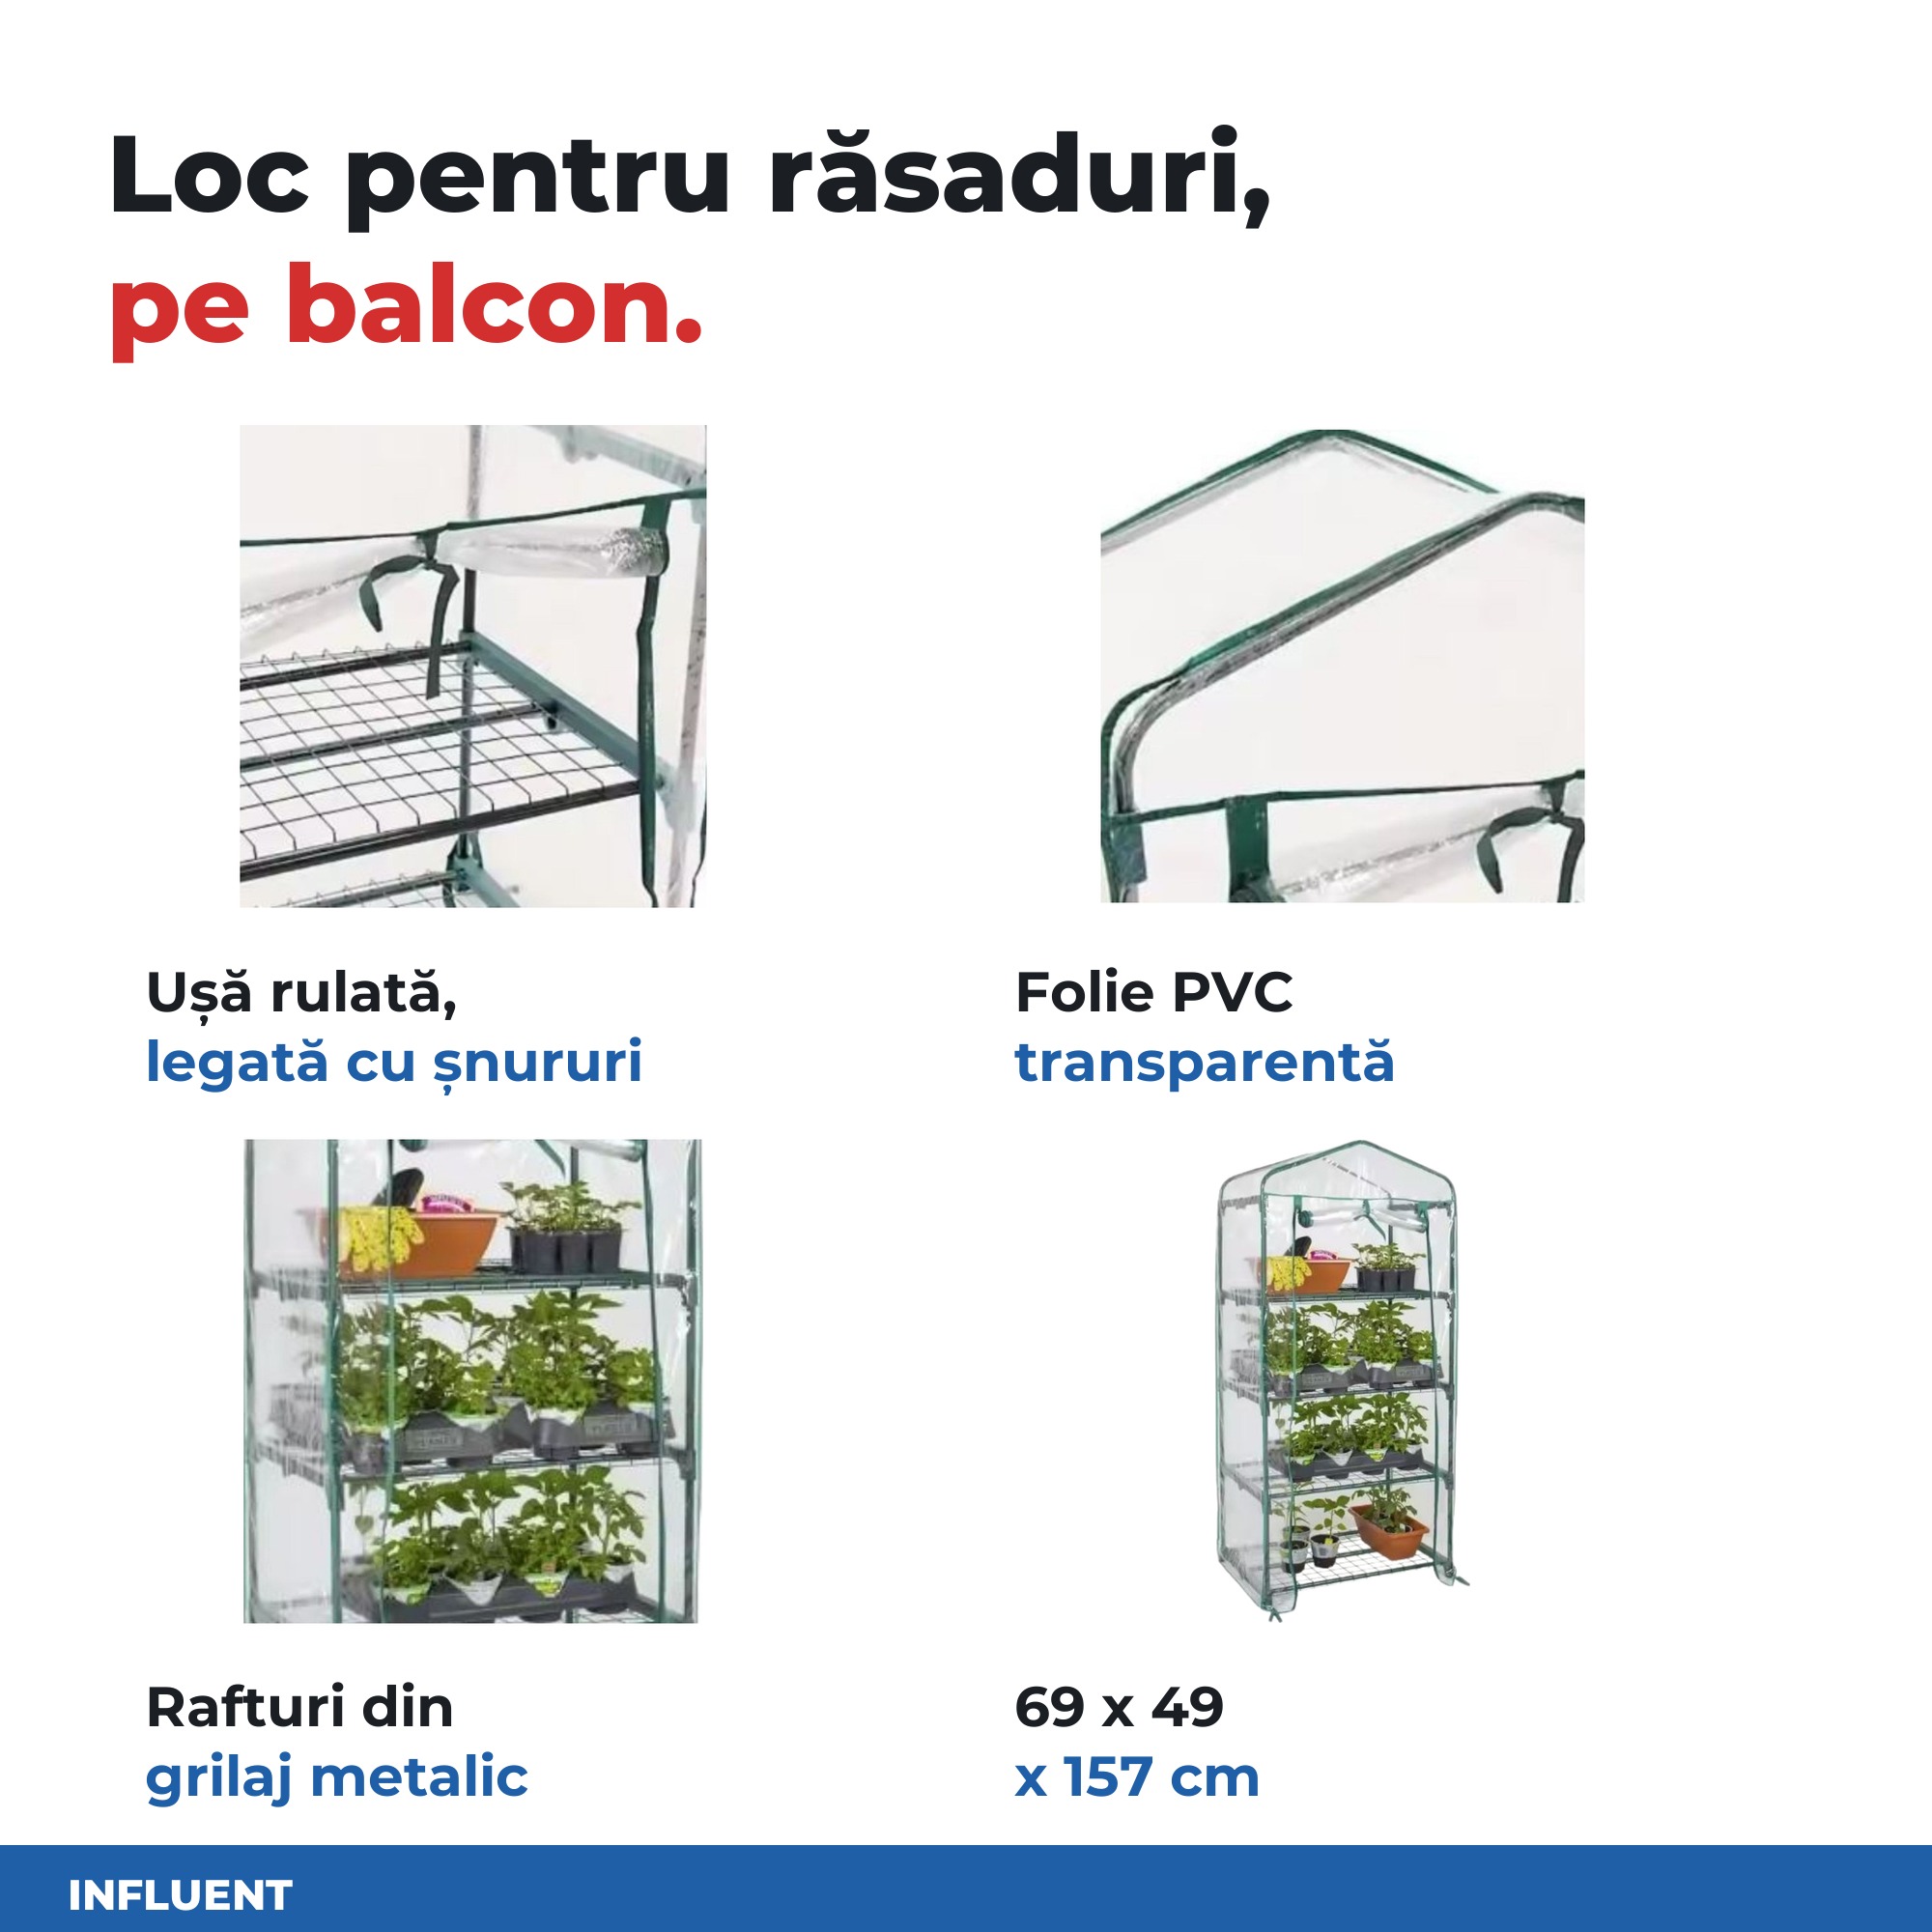 Loc pentru răsaduri,
pe balcon.
Ușă rulată,
legată cu șnururi
Folie PVC
transparentă
Rafturi din
grilaj metalic
69 x 49
x 157 cm
INFLUENT